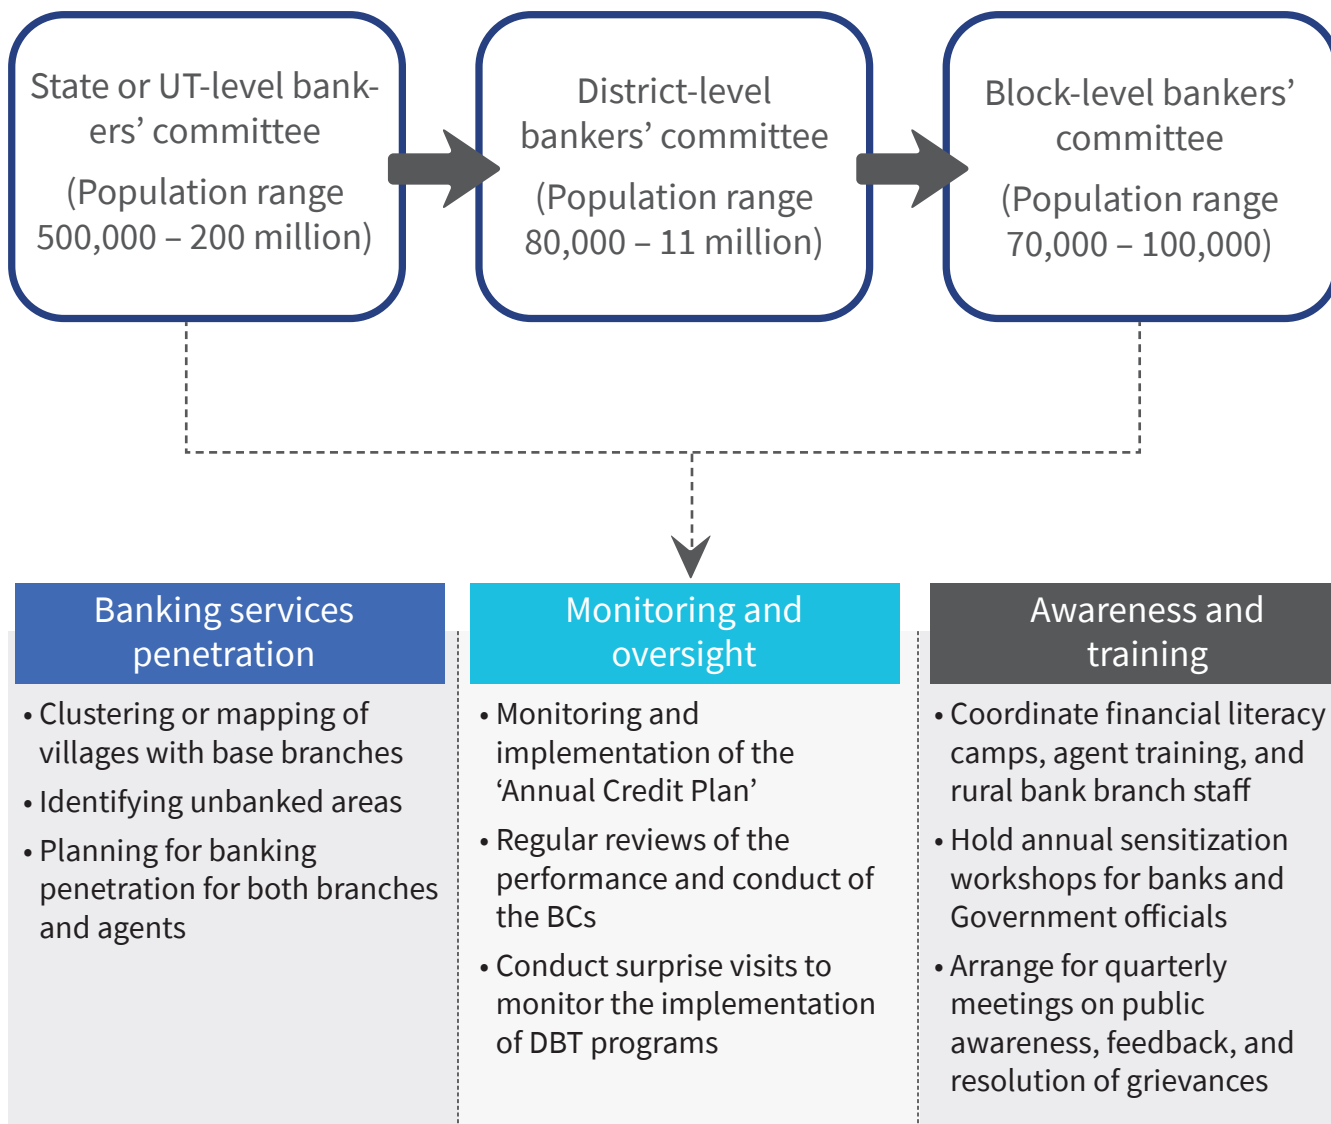 State or UT-level bank-
ers’ committee
(Population range
500,000 – 200 million)
District-level
bankers’ committee
(Population range
80,000 – 11 million)
Block-level bankers’
committee
(Population range
70,000 – 100,000)
Banking services
penetration
• Clustering or mapping of
villages with base branches
• Identifying unbanked areas
• Planning for banking
penetration for both branches
and agents
Monitoring and
oversight
• Monitoring and
implementation of the
‘Annual Credit Plan’
• Regular reviews of the
performance and conduct of
the BCs
• Conduct surprise visits to
monitor the implementation
of DBT programs
Awareness and
training
• Coordinate financial literacy
camps, agent training, and
rural bank branch staff
• Hold annual sensitization
workshops for banks and
Government officials
• Arrange for quarterly
meetings on public
awareness, feedback, and
resolution of grievances